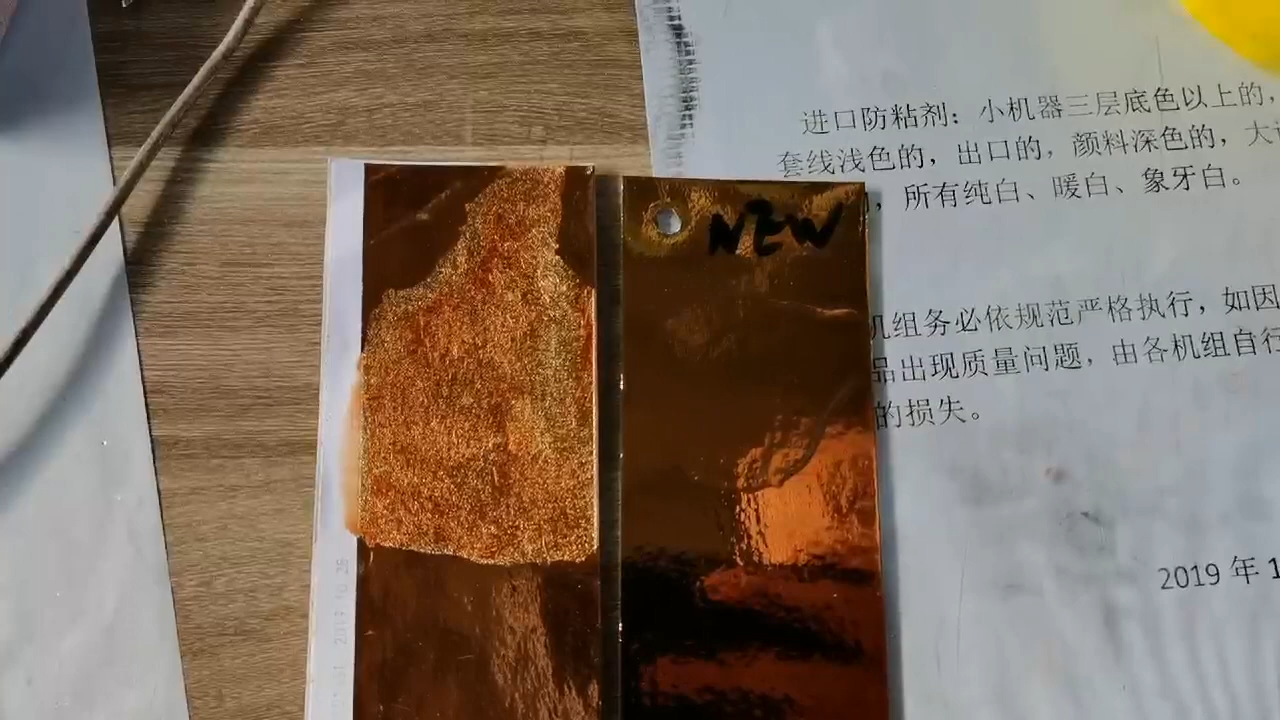 NEW
进口防粘剂：小机器三层底色以上的，
套线浅色的，出口的，颜料深色的，大
，所有纯白、暖白、象牙白。
机组务必依规范严格执行，如因
品出现质量问题，由各机组自行
的损失。
2019 年 1